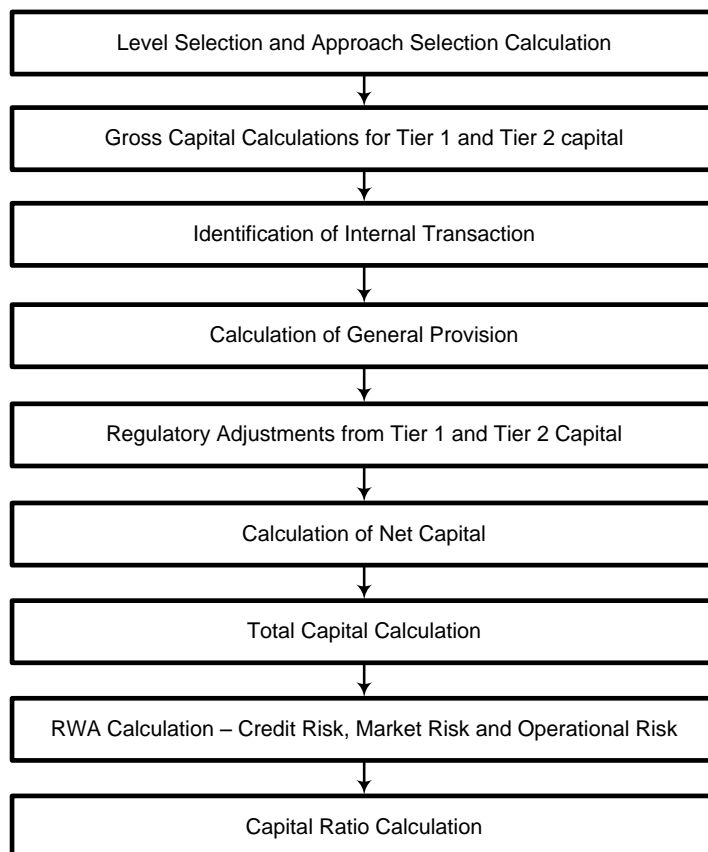 Level Selection and Approach Selection Calculation
Gross Capital Calculations for Tier 1 and Tier 2 capital
Identification of Internal Transaction
Calculation of General Provision
Regulatory Adjustments from Tier 1 and Tier 2 Capital
Calculation of Net Capital
Total Capital Calculation
RWA Calculation – Credit Risk, Market Risk and Operational Risk
Capital Ratio Calculation